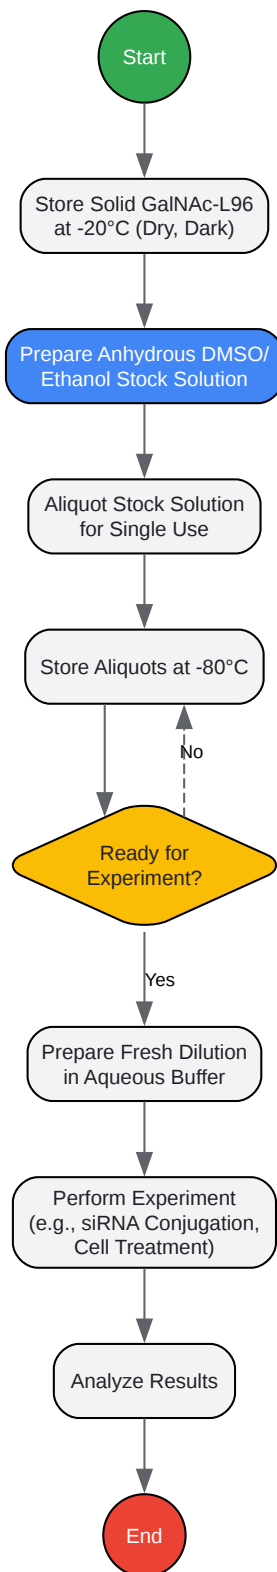 Start
Store Solid GalNAc-L96
at -20°C (Dry, Dark)
Prepare Anhydrous DMSO/
Ethanol Stock Solution
Aliquot Stock Solution
for Single Use
Store Aliquots at -80°C
No
Ready for
Experiment?
Yes
Prepare Fresh Dilution
in Aqueous Buffer
Perform Experiment
(e.g., siRNA Conjugation,
Cell Treatment)
Analyze Results
End